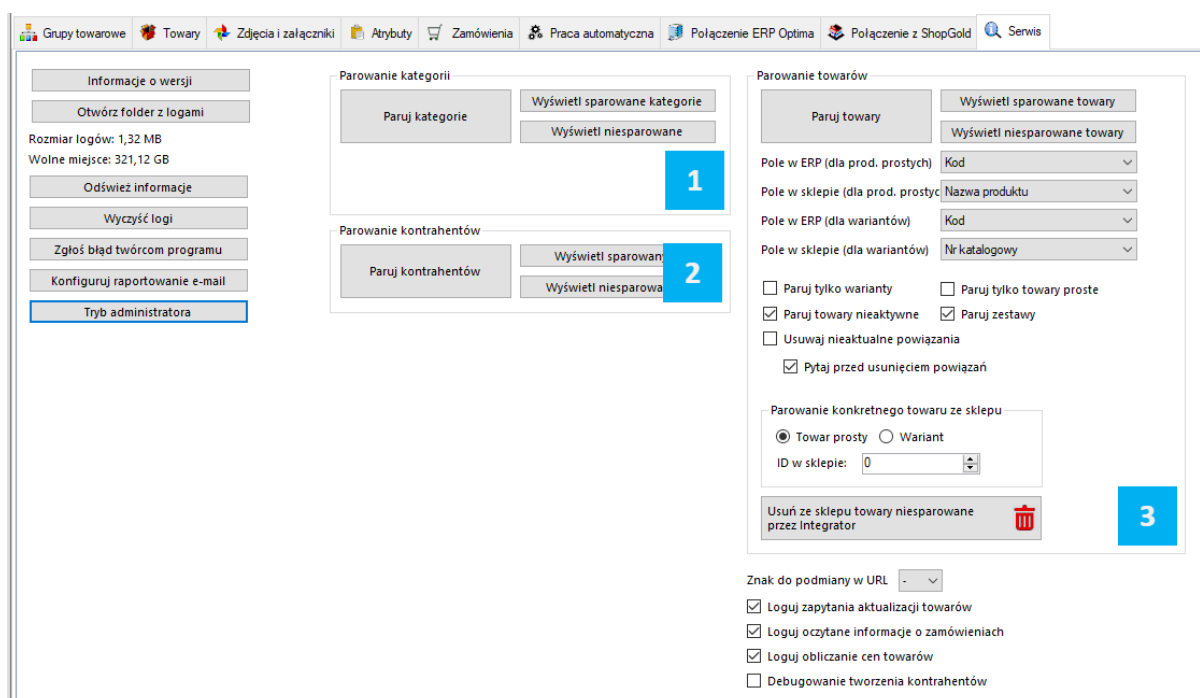 Grupy towarowe Towary Zdjęcia i załączniki Atrybuty Zamówienia Praca automatyczna Połączenie ERP Optima Połączenie z ShopGold Serwis
Informacje o wersji
Otwórz folder z logami
Rozmiar logów: 1,32 MB
Wolne miejsce: 321,12 GB
Odśwież informacje
Wyczyść logi
Zgłoś błąd twórcom programu
Konfiguruj raportowanie e-mail
Tryb administratora
Parowanie kategorii
Paruj kategorie
Wyświetl sparowane kategorie
Wyświetl niesparowane
1
Parowanie kontrahentów
Paruj kontrahentów
Wyświetl sparowan
Wyświetl niesparowa
2
Parowanie towarów
Paruj towary
Wyświetl sparowane towary
Wyświetl niesparowane towary
Pole w ERP (dla prod. prostych) Kod
Pole w sklepie (dla prod. prostyc Nazwa produktu
Pole w ERP (dla wariantów) Kod
Pole w sklepie (dla wariantów) Nr katalogowy
Paruj tylko warianty Paruj tylko towary proste
Paruj towary nieaktywne Paruj zestawy
Usuwaj nieaktualne powiązania
Pytaj przed usunięciem powiązań
Parowanie konkretnego towaru ze sklepu
Towar prosty Wariant
ID w sklepie: 0
Usuń ze sklepu towary niesparowane
przez Integrator
3
Znak do podmiany w URL -
Loguj zapytania aktualizacji towarów
Loguj oczytane informacje o zamówieniach
Loguj obliczanie cen towarów
Debugowanie tworzenia kontrahentów